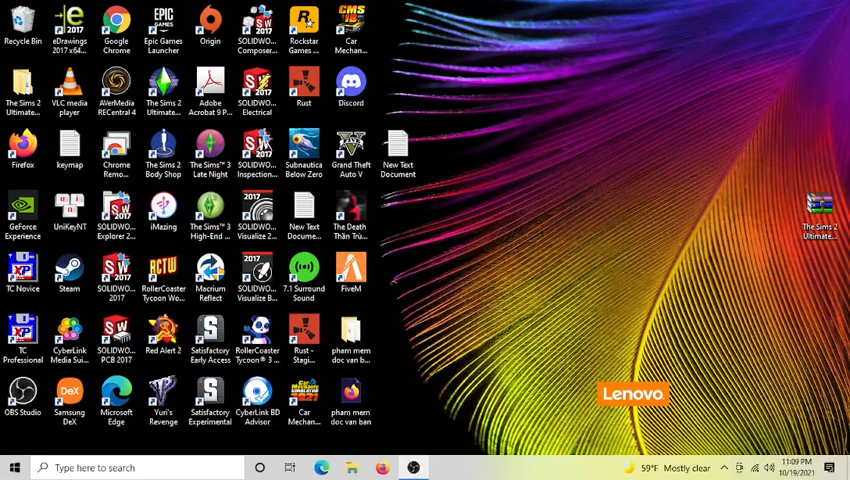 Recycle Bin
eDrawings
2017 x64...
Google
Chrome
Epic Games
Launcher
Origin
SOLIDWO...
Composer...
Rockstar
Games ...
Car
Mechan...
The Sims 2
Ultimate...
VLC media
player
AVerMedia
RECentral 4
The Sims 2
Ultimate...
Adobe
Acrobat 9 P...
SOLIDWO...
Electrical
Rust
Discord
Firefox
keymap
Chrome
Remo...
The Sims 2
Body Shop
The Sims™ 3
Late Night
SOLIDWO...
Inspection...
Subnautica
Below Zero
Grand Theft
Auto V
New Text
Document
GeForce
Experience
UniKeyNT
SOLIDWO...
Explorer 2...
iMazing
The Sims™ 3
High-End ...
SOLIDWO...
Visualize 2...
New Text
Docume...
The Death
Thần Trù...
The Sims 2
Ultimate...
TC Novice
Steam
SOLIDWO...
2017
RollerCoaster
Tycoon Wo...
Macrium
Reflect
SOLIDWO...
Visualize B...
7.1 Surround
Sound
FiveM
TC
Professional
CyberLink
Media Sui...
SOLIDWO...
PCB 2017
Red Alert 2
Satisfactory
Early Access
RollerCoaster
Tycoon® 3 ...
Rust -
Stagi...
pham mem
doc van b...
OBS Studio
Samsung
DeX
Microsoft
Edge
Yuri's
Revenge
Satisfactory
Experimental
CyberLink BD
Advisor
Car
Mechan...
pham mem
doc van ban
Lenovo
Type here to search
59°F Mostly clear
11:09 PM
10/19/2021